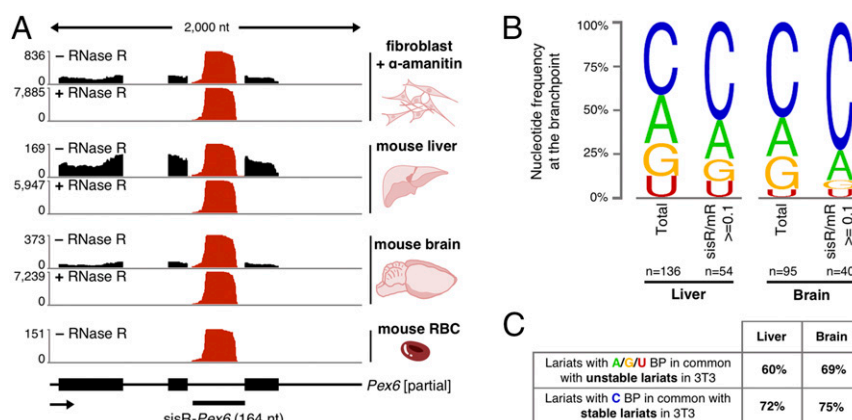 A
2,000 nt
836
0
– RNase R
7,885
0
+ RNase R
fibroblast
+ α-amanitin
169
0
– RNase R
5,947
0
+ RNase R
mouse liver
373
0
– RNase R
7,239
0
+ RNase R
mouse brain
151
0
– RNase R
mouse RBC
Pex6 [partial]
sisR-Pex6 (164 nt)
B
Nucleotide frequency
at the branchpoint
100%
75%
50%
25%
0%
C
A
G
U
C
A
G
U
C
A
G
U
C
A
G
U
Total
sisR/mR
>=0.1
Total
sisR/mR
>= 0.1
n=136
n=54
n=95
n=40
Liver
Brain
C
Liver
Brain
Lariats with A/G/U BP in common
with unstable lariats in 3T3
60%
69%
Lariats with C BP in common with
stable lariats in 3T3
72%
75%